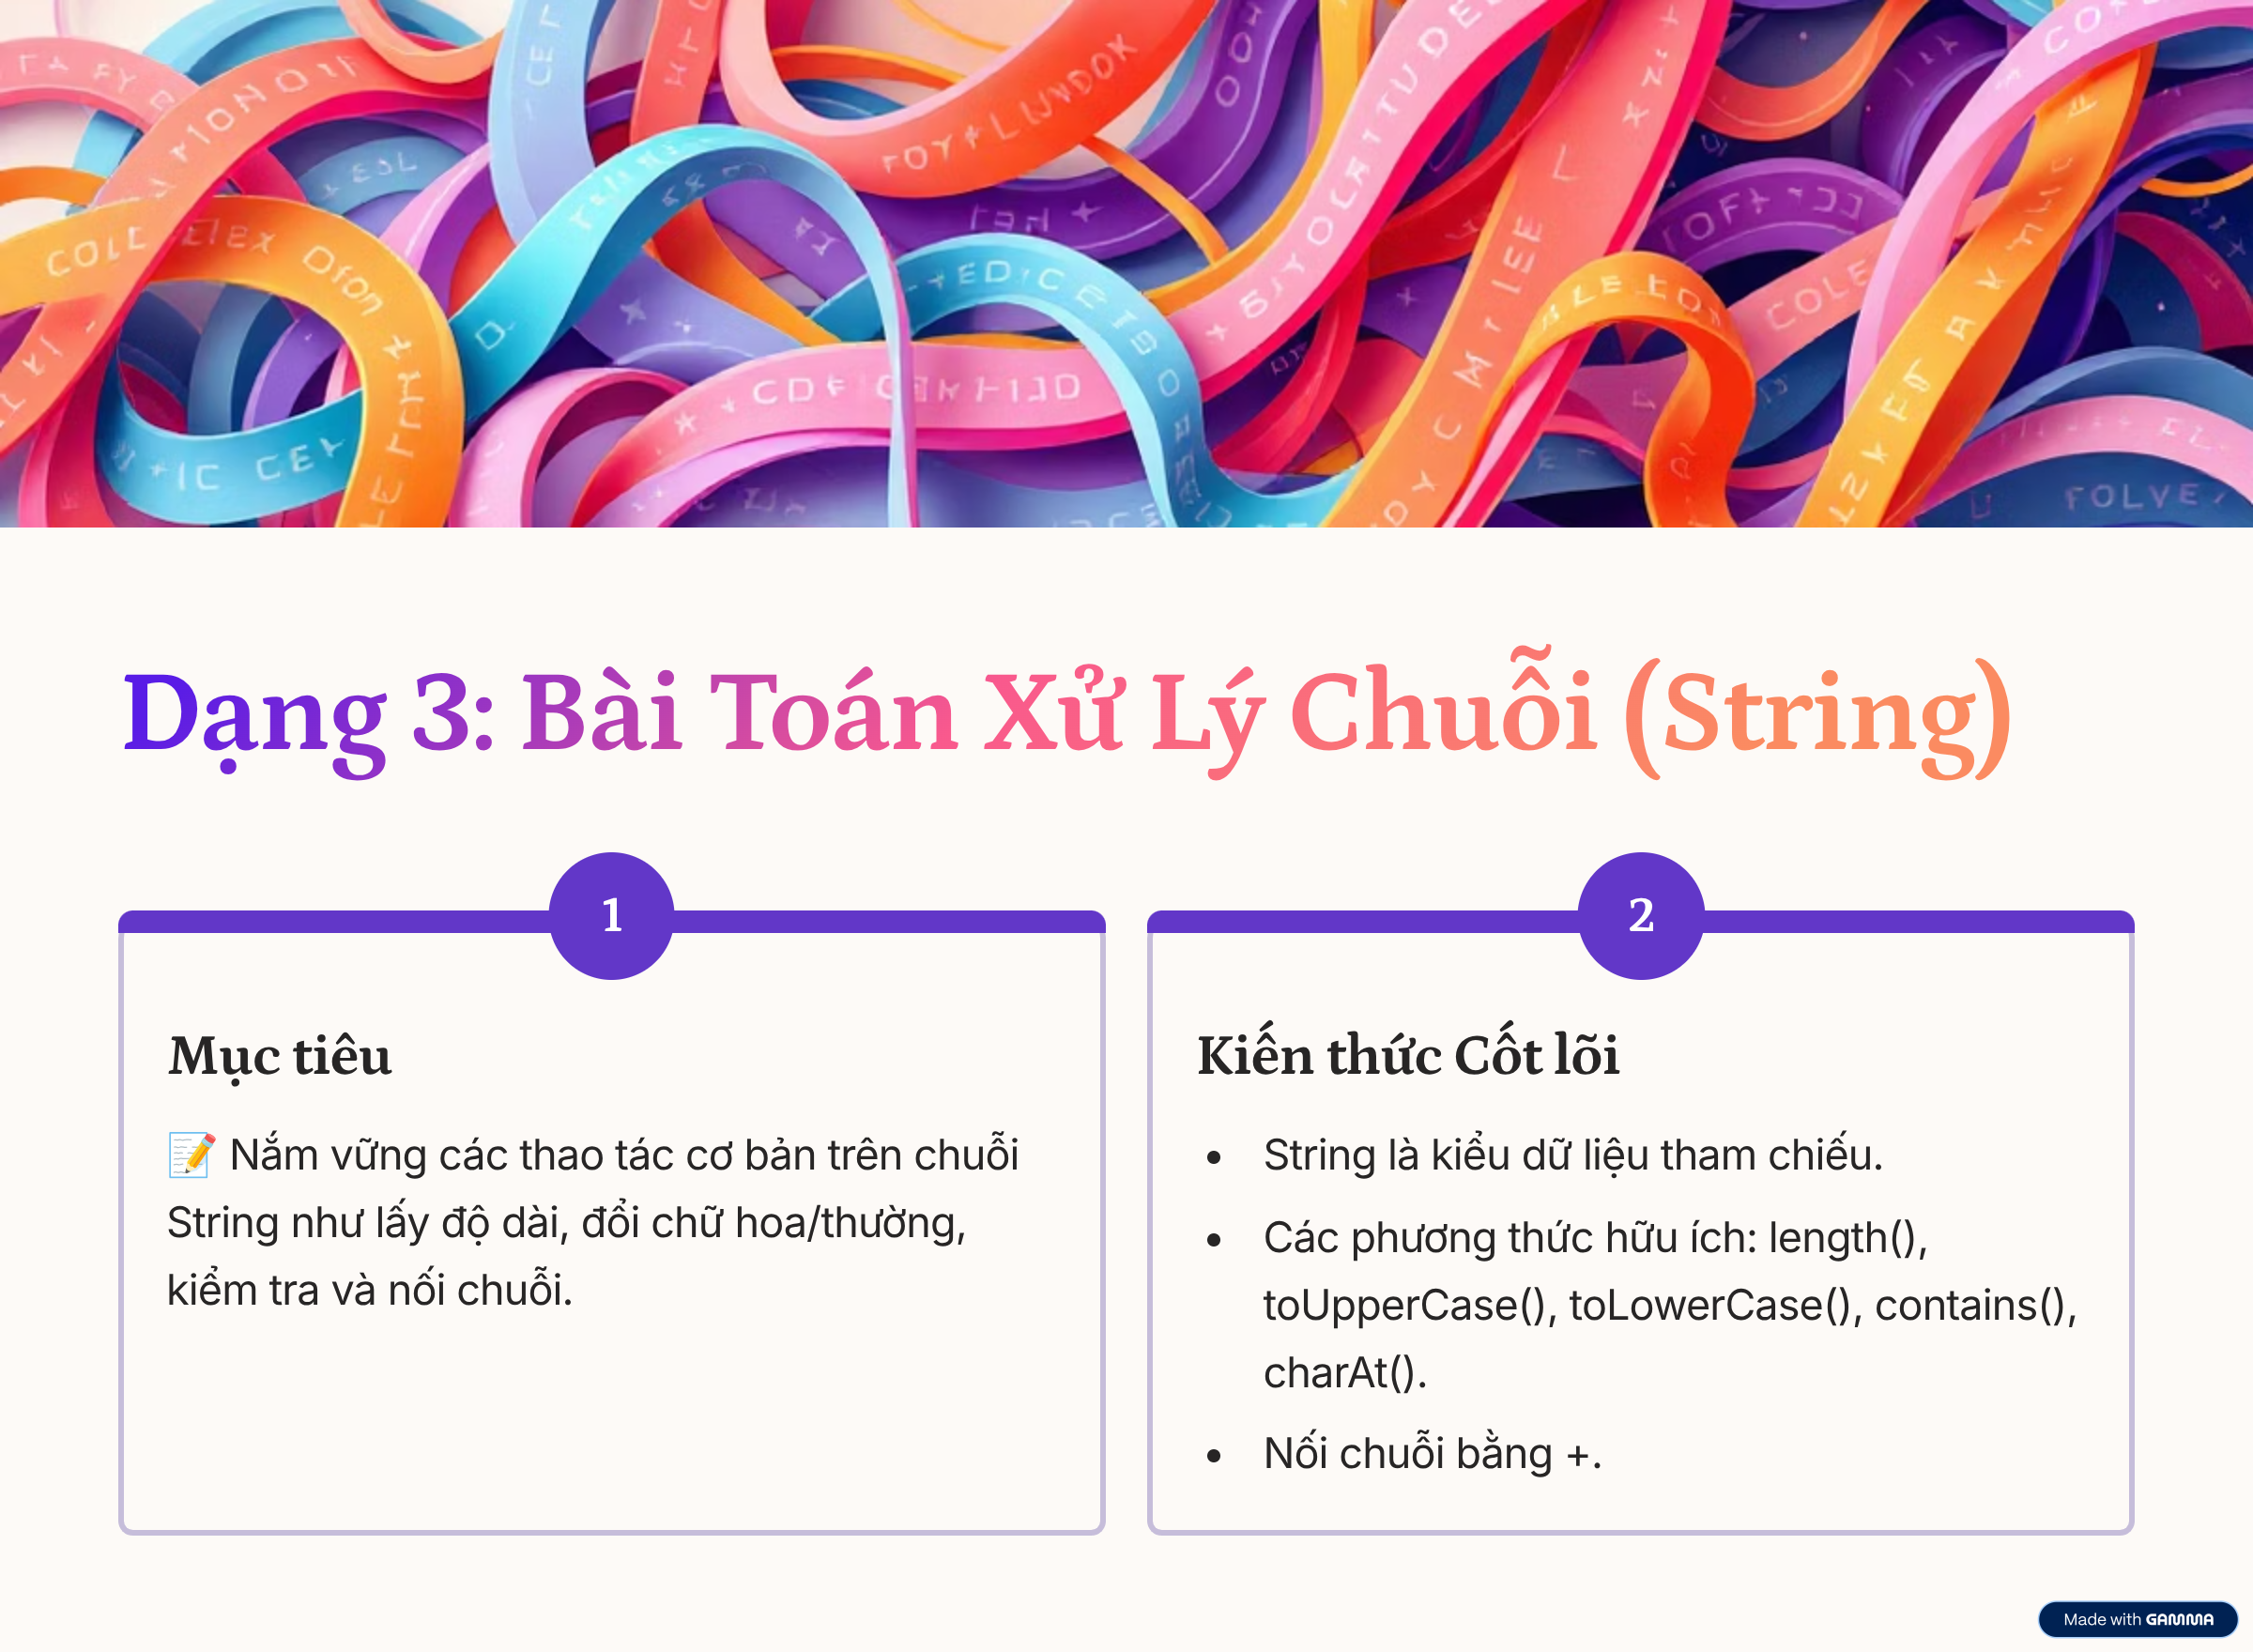 Dạng 3: Bài Toán Xử Lý Chuỗi (String)
1
Mục tiêu
📝 Nắm vững các thao tác cơ bản trên chuỗi
String như lấy độ dài, đổi chữ hoa/thường,
kiểm tra và nối chuỗi.
2
Kiến thức Cốt lõi
• String là kiểu dữ liệu tham chiếu.
• Các phương thức hữu ích: length(),
toUpperCase(), toLowerCase(), contains(),
charAt().
• Nối chuỗi bằng +.
Made with GAMMA